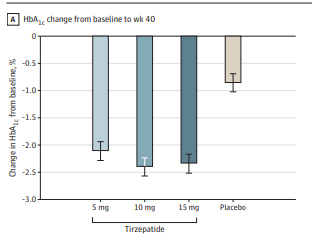 A HbA1c change from baseline to wk 40
Change in HbA1c from baseline, %
0
-0.5
-1.0
-1.5
-2.0
-2.5
-3.0
5 mg 10 mg 15 mg Placebo
Tirzepatide